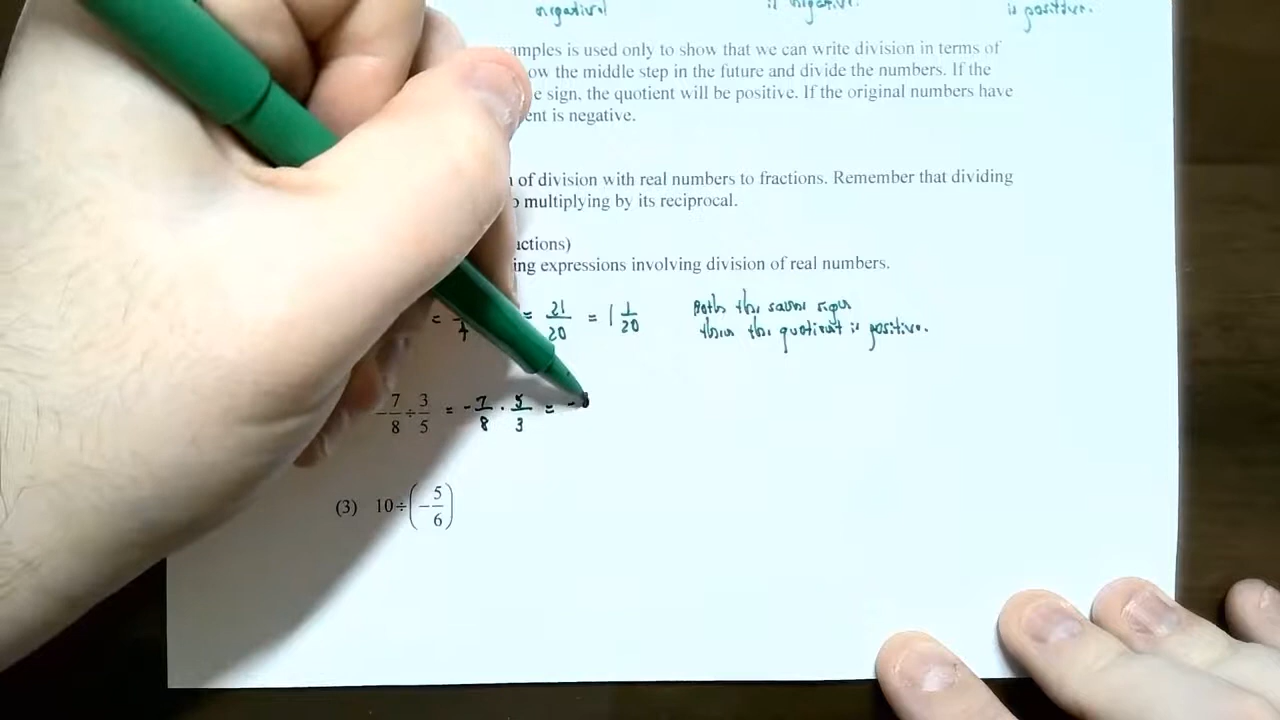 negative! is negative. is positive.
amples is used only to show that we can write division in terms of
ow the middle step in the future and divide the numbers. If the
e sign, the quotient will be positive. If the original numbers have
ent is negative.
of division with real numbers to fractions. Remember that dividing
multiplying by its reciprocal.
ctions)
ing expressions involving division of real numbers.
= = 21/20 = 1 1/20 Both the same sign
then the quotient is positive.
-7/8 ÷ 3/5 = -7/8 · 5/3 = -
(3) 10÷(-5/6)